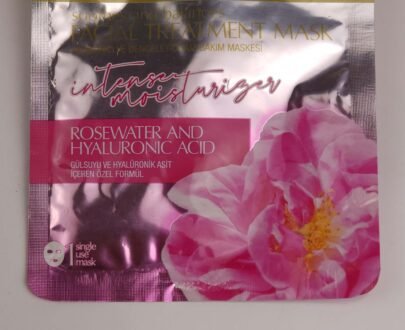 FACIAL TREATMENT MASK
intense
moisturizer
ROSEWATER AND
HYALURONIC ACID
GÜLSUYU VE HYALÜRONİK ASİT
İÇEREN ÖZEL FORMÜL
1 single
use
mask